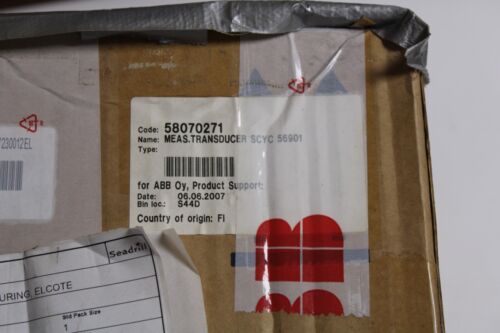 Code: 58070271
Name: MEAS.TRANSDUCER SCYC 56901
Type:
for ABB Oy, Product Support:
Date: 06.06.2007
Bin loc.: S44D
Country of origin: FI
7230012EL
Seadrill
URING, ELCOTE
Std Pack Size
1